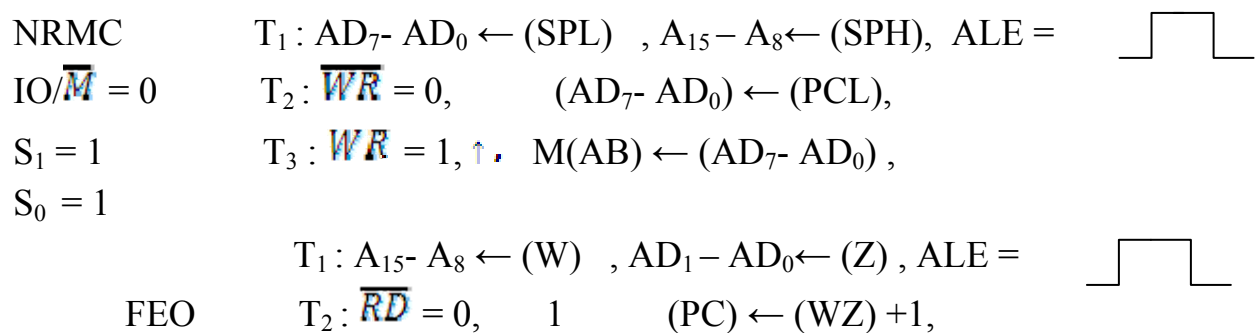 NRMC T₁ : AD₇- AD₀ ← (SPL) , A₁₅ – A₈← (SPH), ALE =
IO/M̅ = 0 T₂ : W̅R̅ = 0, (AD₇- AD₀) ← (PCL),
S₁ = 1 T₃ : WR = 1, ↑ , M(AB) ← (AD₇- AD₀) ,
S₀ = 1
T₁ : A₁₅- A₈ ← (W) , AD₁ – AD₀← (Z) , ALE =
FEO T₂ : R̅D̅ = 0, 1 (PC) ← (WZ) +1,